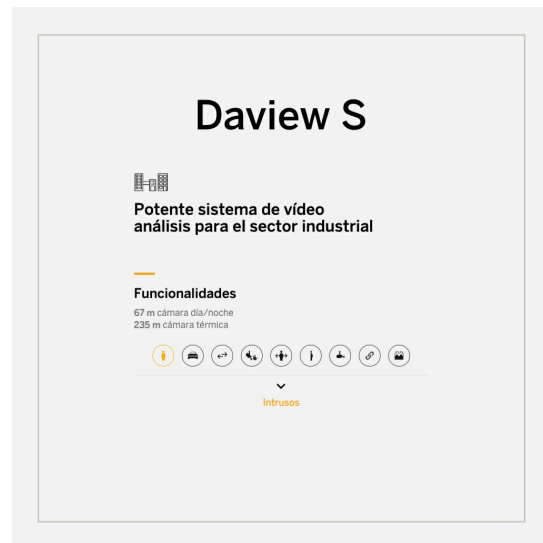 Daview S
Potente sistema de vídeo
análisis para el sector industrial
Funcionalidades
67 m cámara día/noche
235 m cámara térmica
Intrusos